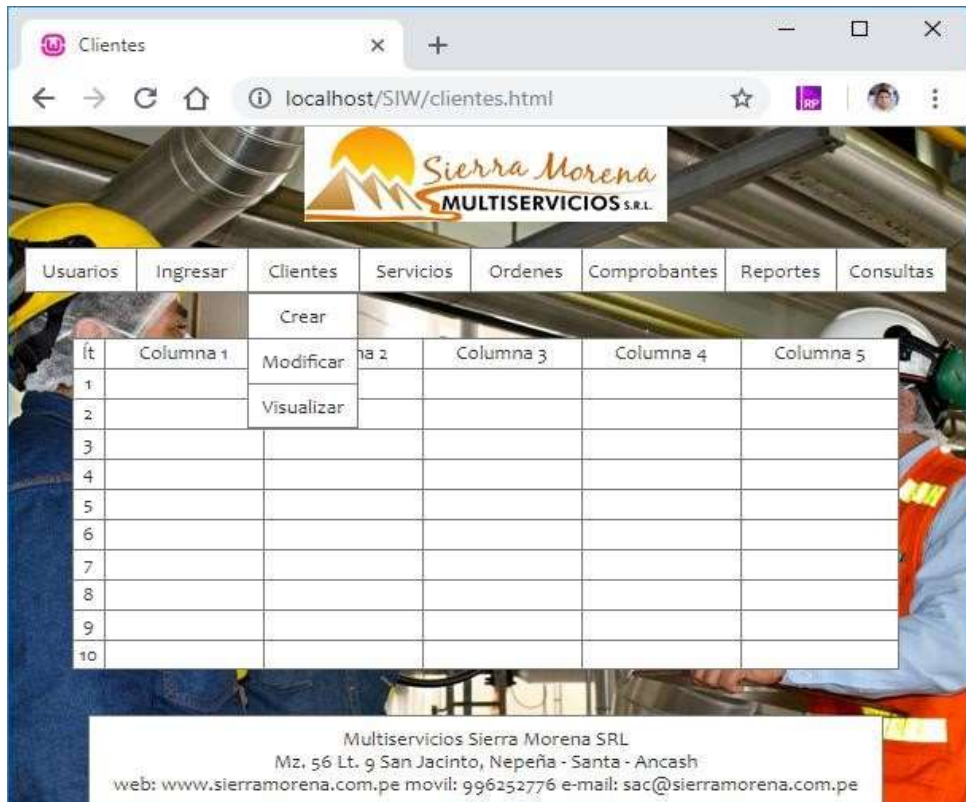 Clientes
localhost/SIW/clientes.html
RP
Sierra Morena
MULTISERVICIOS S.R.L.
Usuarios Ingresar Clientes Servicios Ordenes Comprobantes Reportes Consultas
Crear
Modificar
Visualizar
Ít Columna 1 na 2 Columna 3 Columna 4 Columna 5
1
2
3
4
5
6
7
8
9
10
Multiservicios Sierra Morena SRL
Mz. 56 Lt. 9 San Jacinto, Nepeña - Santa - Ancash
web: www.sierramorena.com.pe movil: 996252776 e-mail: sac@sierramorena.com.pe